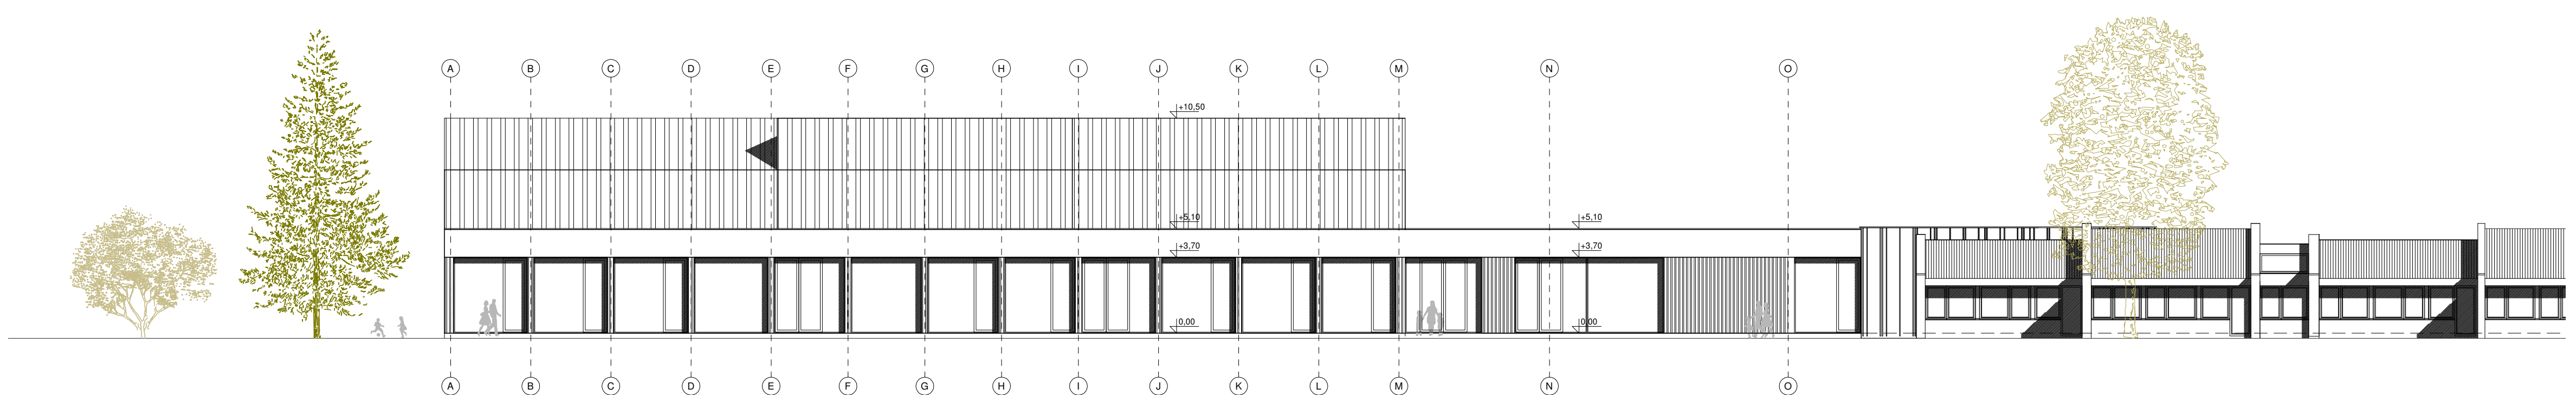 A B C D E F G H I J K L M N O
+10,50
+5,10 +5,10
+3,70 +3,70
0,00 0,00
A B C D E F G H I J K L M N O